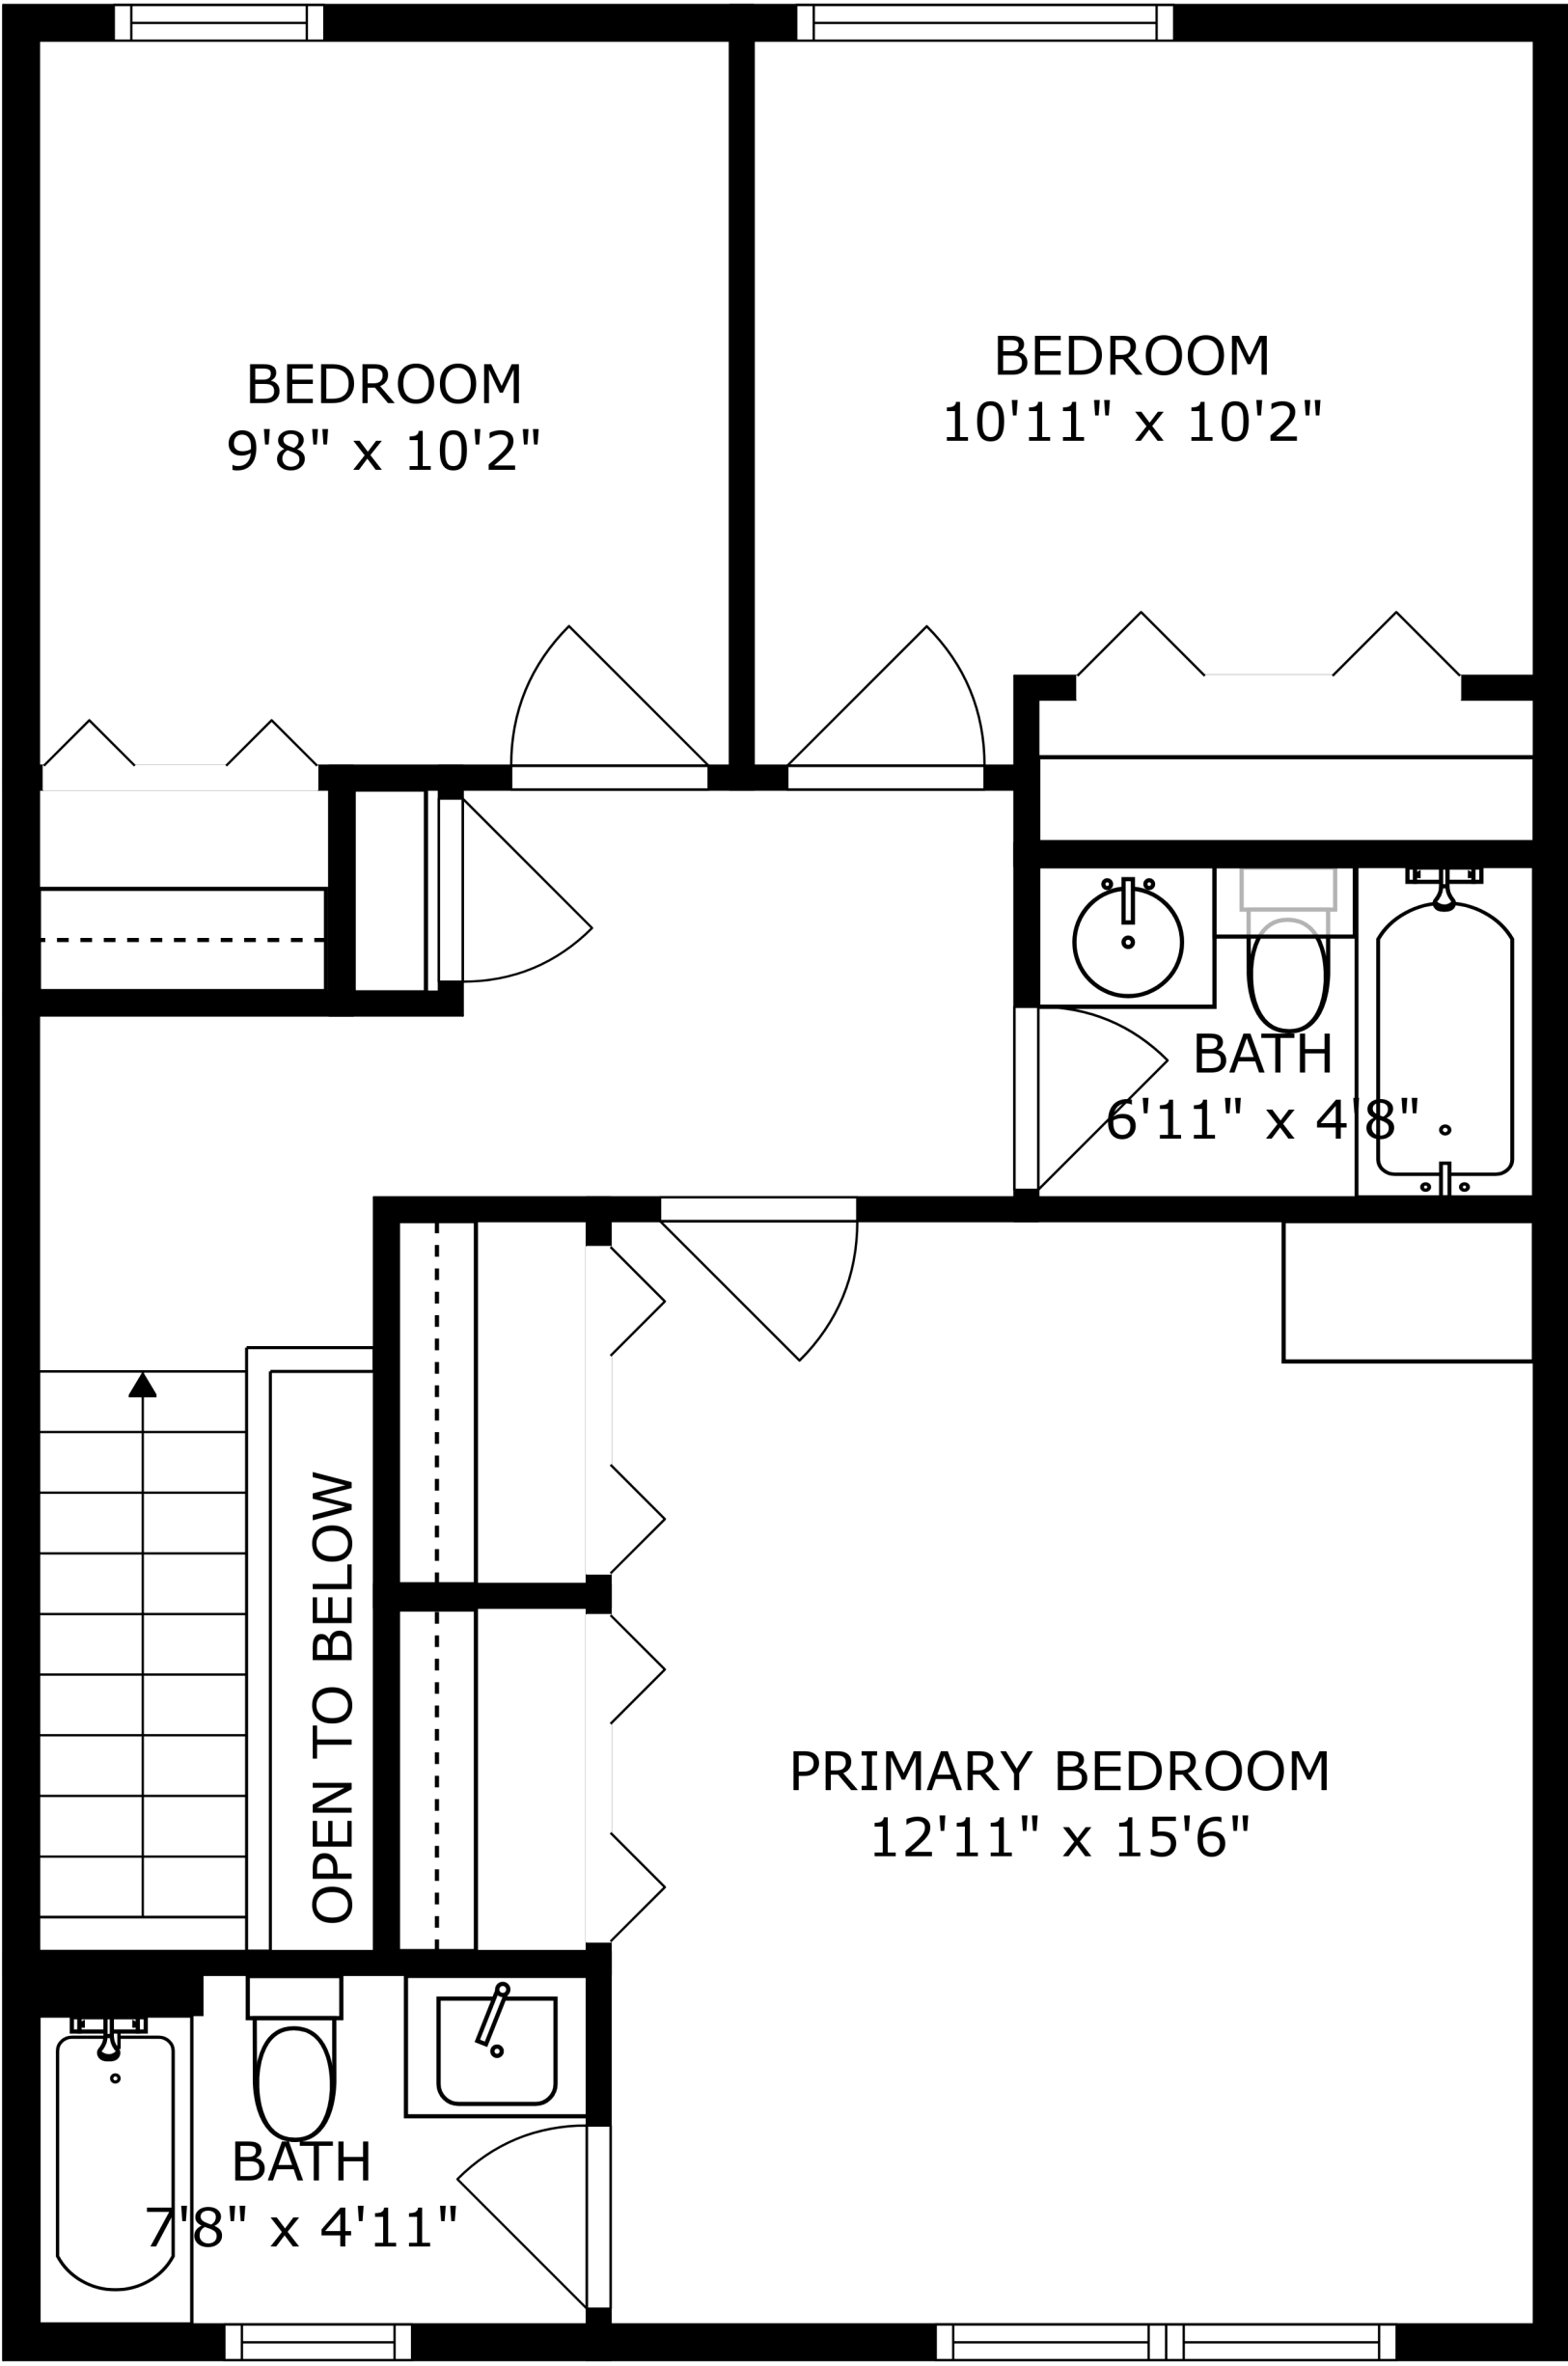 BEDROOM
9'8" x 10'2"
BEDROOM
10'11" x 10'2"
BATH
6'11" x 4'8"
OPEN TO BELOW
PRIMARY BEDROOM
12'11" x 15'6"
BATH
7'8" x 4'11"